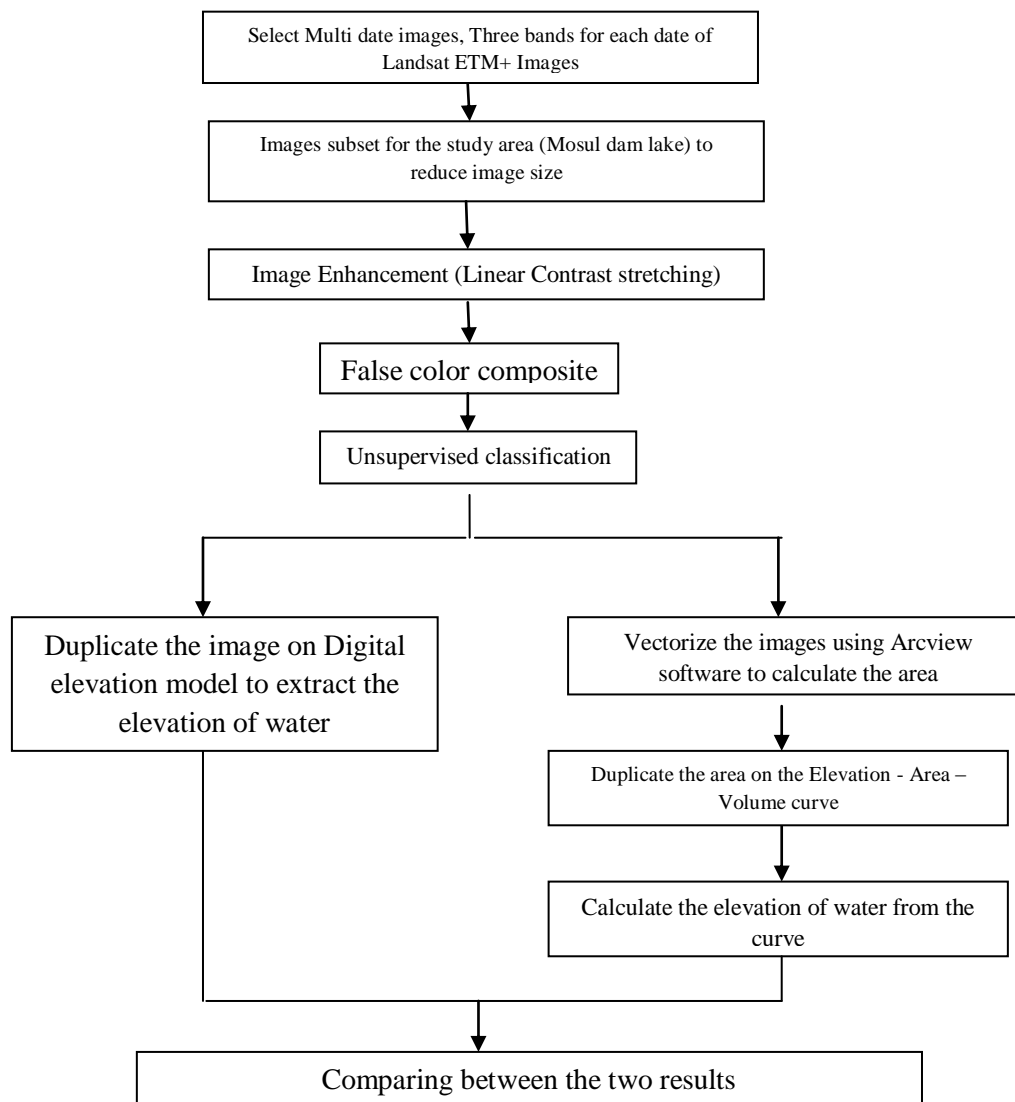 Select Multi date images, Three bands for each date of
Landsat ETM+ Images
Images subset for the study area (Mosul dam lake) to
reduce image size
Image Enhancement (Linear Contrast stretching)
False color composite
Unsupervised classification
Duplicate the image on Digital
elevation model to extract the
elevation of water
Vectorize the images using Arcview
software to calculate the area
Duplicate the area on the Elevation - Area –
Volume curve
Calculate the elevation of water from the
curve
Comparing between the two results